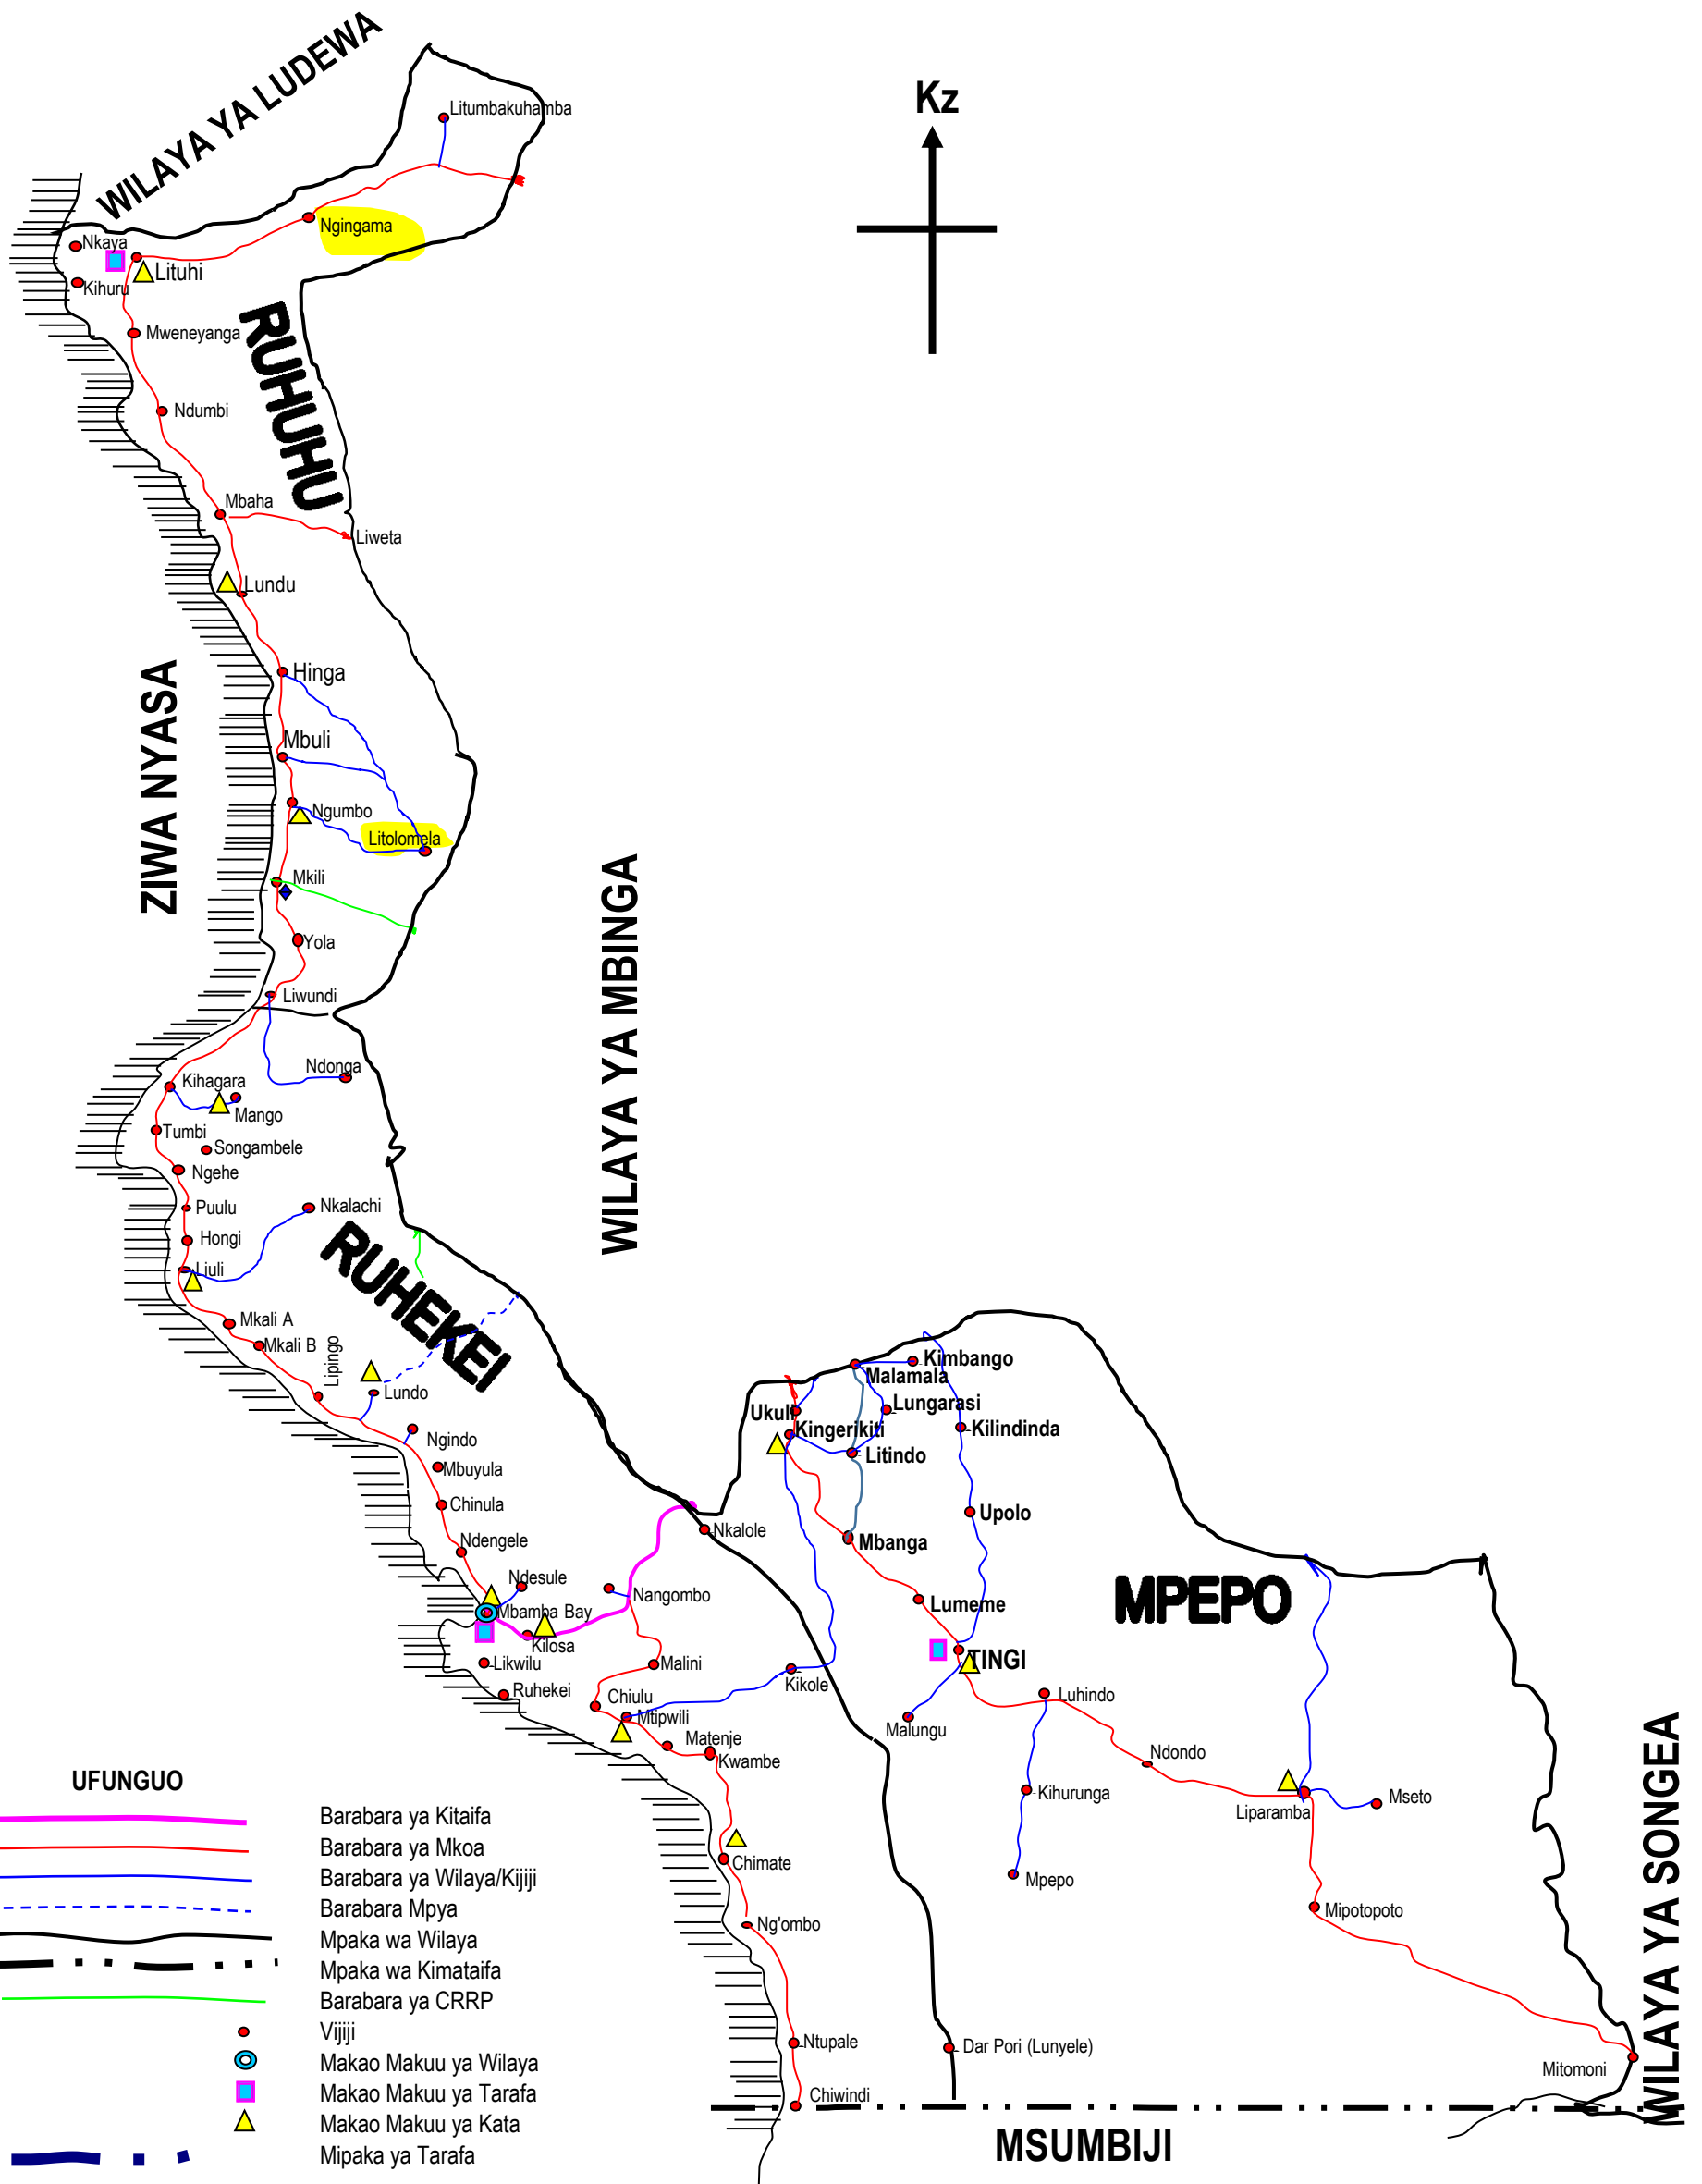 WILAYA YA LUDEWA
Kz
Litumbakuhamba
Ngingama
Nkaya
Lituhi
Kihuru
Mweneyanga
RUHUHU
Ndumbi
Mbaha
Liweta
Lundu
ZIWA NYASA
Hinga
Mbuli
Ngumbo
Litolomela
WILAYA YA MBINGA
Mkili
Yola
Liwundi
Ndonga
Kihagara
Mango
Tumbi
Songambele
Ngehe
Puulu
Nkalachi
Hongi
RUHEKEI
Liuli
Mkali A
Mkali B
Lipingo
Lundo
Kimbango
Malamala
Lungarasi
Ukuli
Kingerikiti
Kilindinda
Litindo
Ngindo
Mbuyula
Chinula
Upolo
Nkalole
Mbanga
Ndengele
Ndesule
Nangombo
MPEPO
Lumeme
Mbamba Bay
Kilosa
TINGI
Likwilu
Malini
Kikole
Ruhekei
Chiulu
Luhindo
Mtipwili
Malungu
Matenje
Kwambe
Ndondo
WILAYA YA SONGEA
Kihurunga
Mseto
Liparamba
Chimate
Mpepo
Mipotopoto
Ng'ombo
Ntupale
Dar Pori (Lunyele)
Mitomoni
Chiwindi
MSUMBIJI
UFUNGUO
Barabara ya Kitaifa
Barabara ya Mkoa
Barabara ya Wilaya/Kijiji
Barabara Mpya
Mpaka wa Wilaya
Mpaka wa Kimataifa
Barabara ya CRRP
Vijiji
Makao Makuu ya Wilaya
Makao Makuu ya Tarafa
Makao Makuu ya Kata
Mipaka ya Tarafa